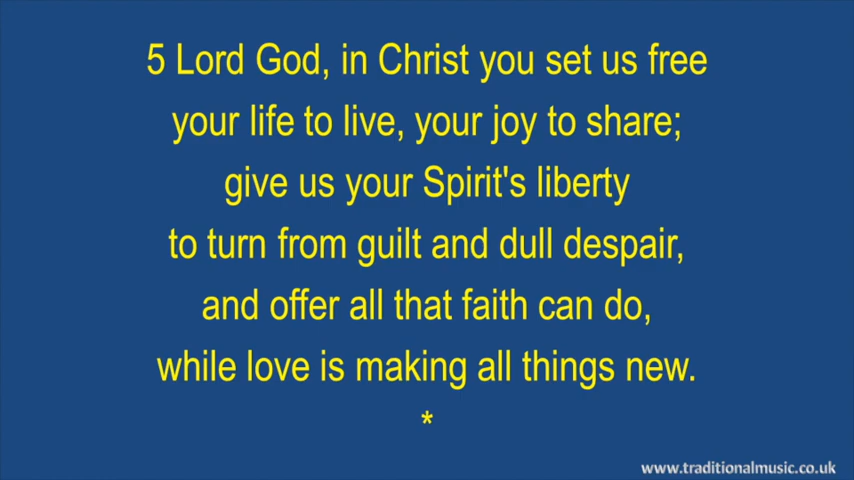 5 Lord God, in Christ you set us free
your life to live, your joy to share;
give us your Spirit's liberty
to turn from guilt and dull despair,
and offer all that faith can do,
while love is making all things new.
*
www.traditionalmusic.co.uk